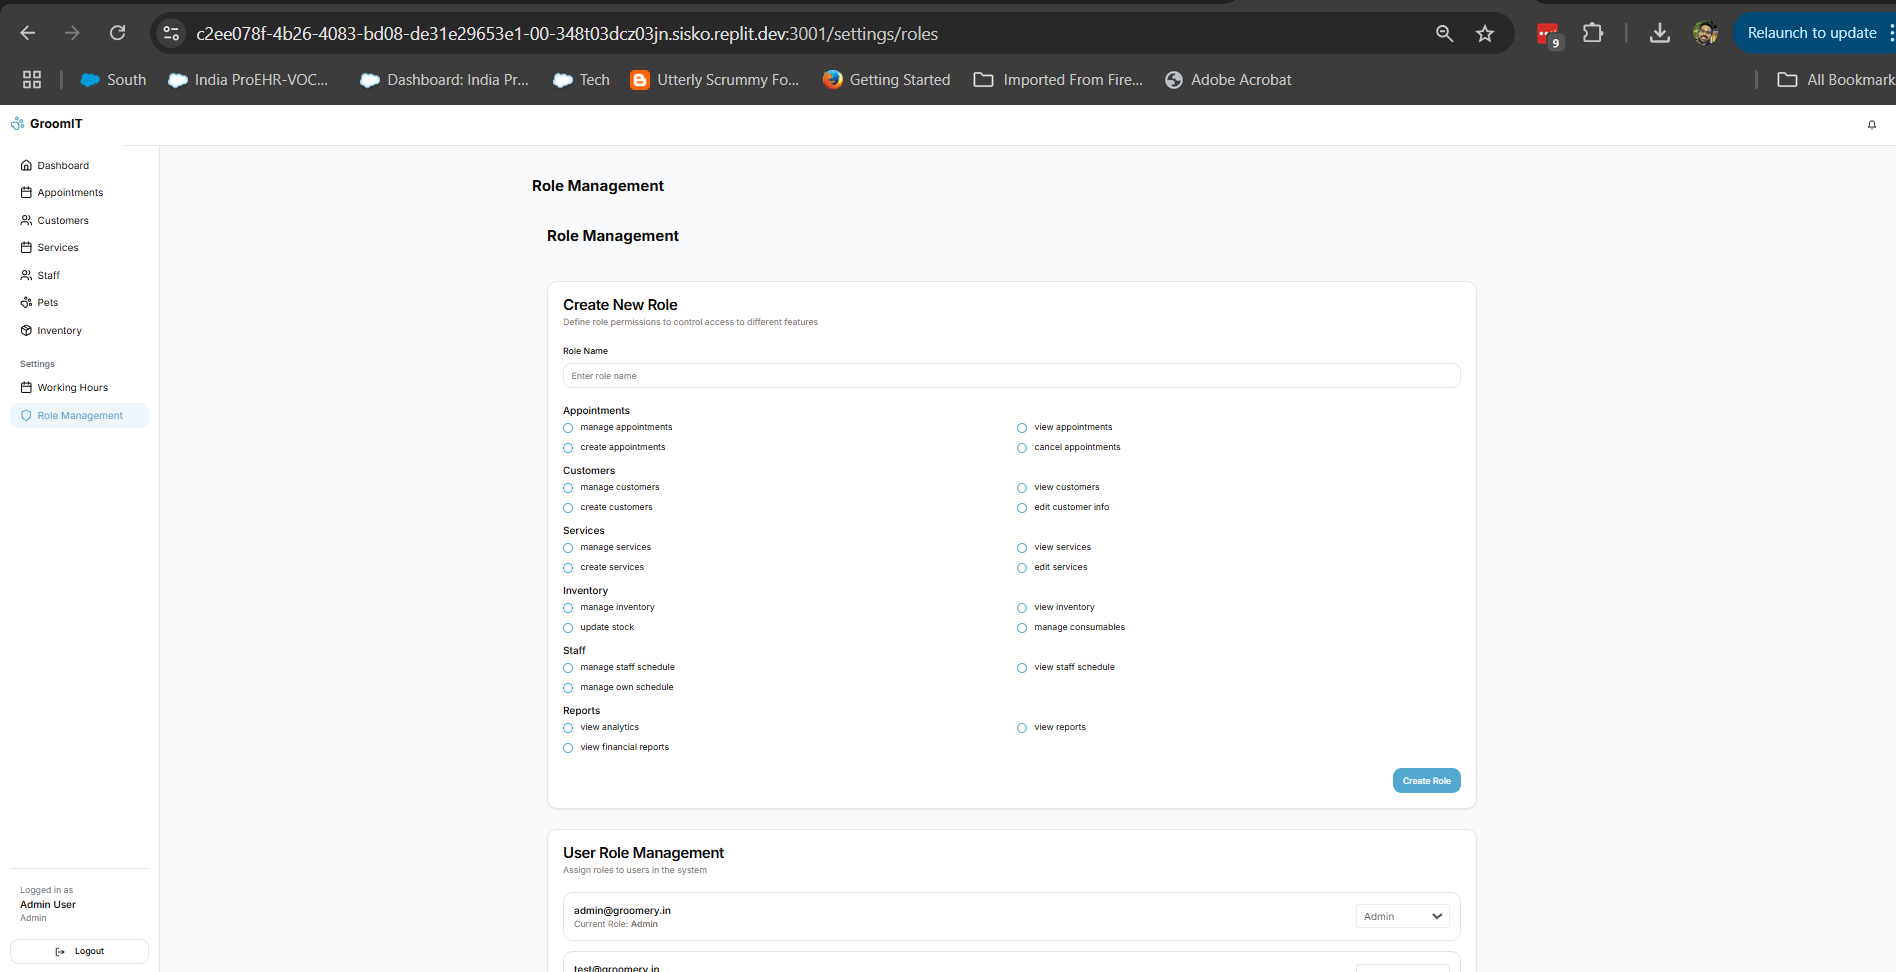 c2ee078f-4b26-4083-bd08-de31e29653e1-00-348t03dcz03jn.sisko.replit.dev:3001/settings/roles
9
Relaunch to update
South
India ProEHR-VOC...
Dashboard: India Pr...
Tech
Utterly Scrummy Fo...
Getting Started
Imported From Fire...
Adobe Acrobat
All Bookmark
GroomIT
Dashboard
Appointments
Customers
Services
Staff
Pets
Inventory
Settings
Working Hours
Role Management
Logged in as
Admin User
Admin
Logout
Role Management
Role Management
Create New Role
Define role permissions to control access to different features
Role Name
Enter role name
Appointments
manage appointments
view appointments
create appointments
cancel appointments
Customers
manage customers
view customers
create customers
edit customer info
Services
manage services
view services
create services
edit services
Inventory
manage inventory
view inventory
update stock
manage consumables
Staff
manage staff schedule
view staff schedule
manage own schedule
Reports
view analytics
view reports
view financial reports
Create Role
User Role Management
Assign roles to users in the system
admin@groomery.in
Current Role: Admin
Admin
test@groomery.in